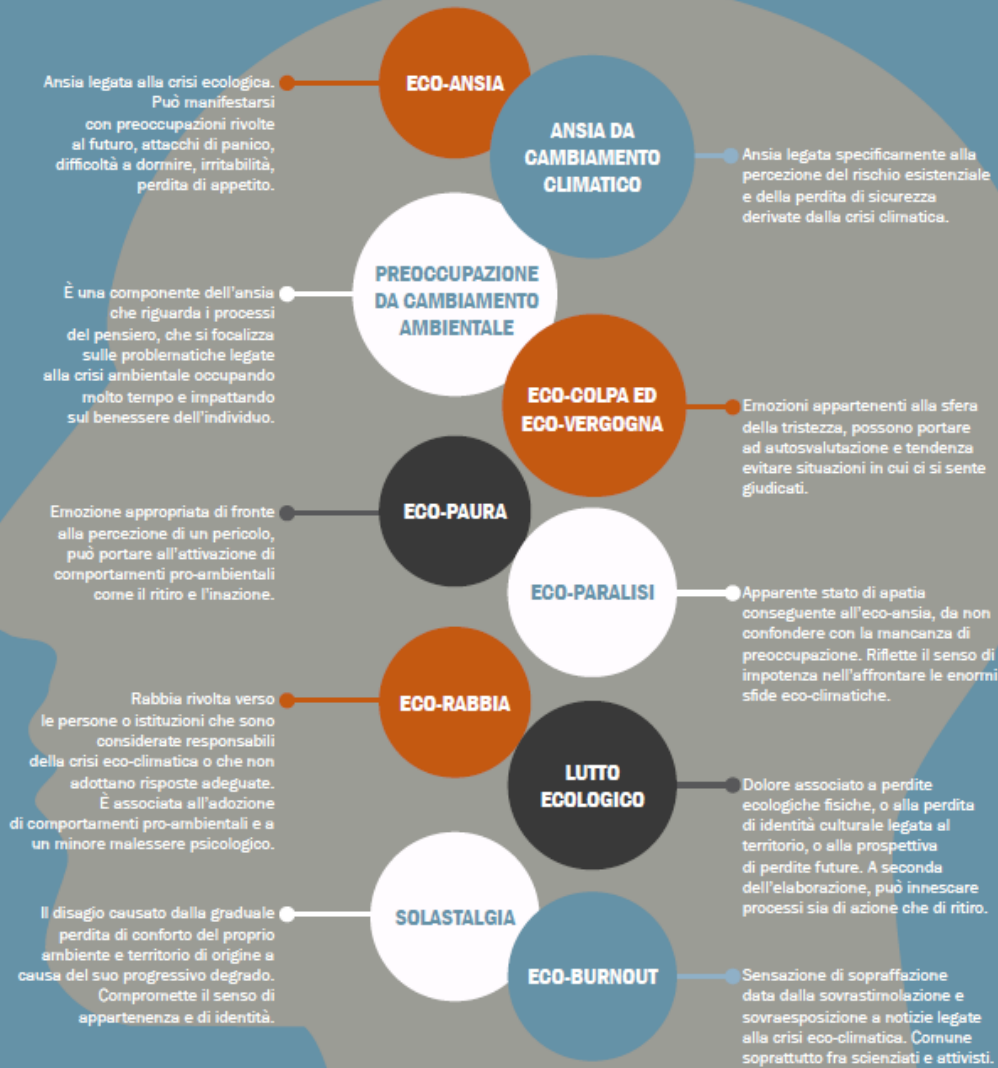 ECO-ANSIA
Ansia legata alla crisi ecologica.
Può manifestarsi
con preoccupazioni rivolte
al futuro, attacchi di panico,
difficoltà a dormire, irritabilità,
perdita di appetito.
ANSIA DA
CAMBIAMENTO
CLIMATICO
Ansia legata specificamente alla
percezione del rischio esistenziale
e della perdita di sicurezza
derivate dalla crisi climatica.
PREOCCUPAZIONE
DA CAMBIAMENTO
AMBIENTALE
È una componente dell'ansia
che riguarda i processi
del pensiero, che si focalizza
sulle problematiche legate
alla crisi ambientale occupando
molto tempo e impattando
sul benessere dell'individuo.
ECO-COLPA ED
ECO-VERGOGNA
Emozioni appartenenti alla sfera
della tristezza, possono portare
ad autosvalutazione e tendenza
evitare situazioni in cui ci si sente
giudicati.
ECO-PAURA
Emozione appropriata di fronte
alla percezione di un pericolo,
può portare all'attivazione di
comportamenti pro-ambientali
come il ritiro e l'inazione.
ECO-PARALISI
Apparente stato di apatia
conseguente all'eco-ansia, da non
confondere con la mancanza di
preoccupazione. Riflette il senso di
impotenza nell'affrontare le enormi
sfide eco-climatiche.
ECO-RABBIA
Rabbia rivolta verso
le persone o istituzioni che sono
considerate responsabili
della crisi eco-climatica o che non
adottano risposte adeguate.
È associata all'adozione
di comportamenti pro-ambientali e a
un minore malessere psicologico.
LUTTO
ECOLOGICO
Dolore associato a perdite
ecologiche fisiche, o alla perdita
di identità culturale legata al
territorio, o alla prospettiva
di perdite future. A seconda
dell'elaborazione, può innescare
processi sia di azione che di ritiro.
SOLASTALGIA
Il disagio causato dalla graduale
perdita di conforto del proprio
ambiente e territorio di origine a
causa del suo progressivo degrado.
Compromette il senso di
appartenenza e di identità.
ECO-BURNOUT
Sensazione di sopraffazione
data dalla sovrastimolazione e
sovraesposizione a notizie legate
alla crisi eco-climatica. Comune
soprattutto fra scienziati e attivisti.